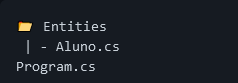 📂 Entities
| - Aluno.cs
Program.cs